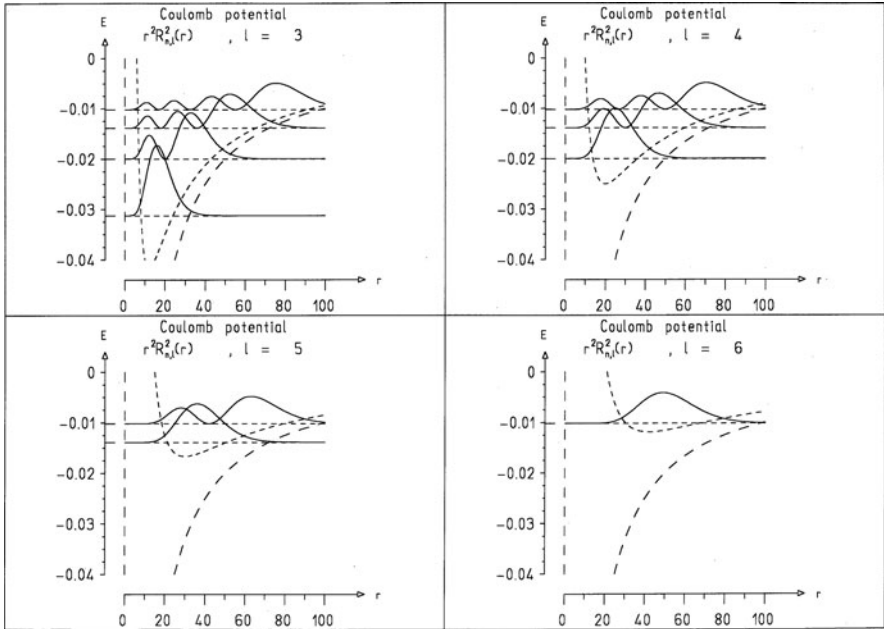 E Coulomb potential
r²R²ₙ,ₗ(r) , l = 3
0
-0.01
-0.02
-0.031
-0.04
r
0 20 40 60 80 100
Coulomb potential
E r²R²ₙ,ₗ(r) , l = 4
0
-0.01
-0.02
-0.03
-0.04
r
0 20 40 60 80 100
Coulomb potential
E r²R²ₙ,ₗ(r) , l = 5
0
-0.01
-0.02
-0.03
-0.04
r
0 20 40 60 80 100
Coulomb potential
E r²R²ₙ,ₗ(r) , l = 6
0
-0.01
-0.02
-0.03
-0.04
r
0 20 40 60 80 100